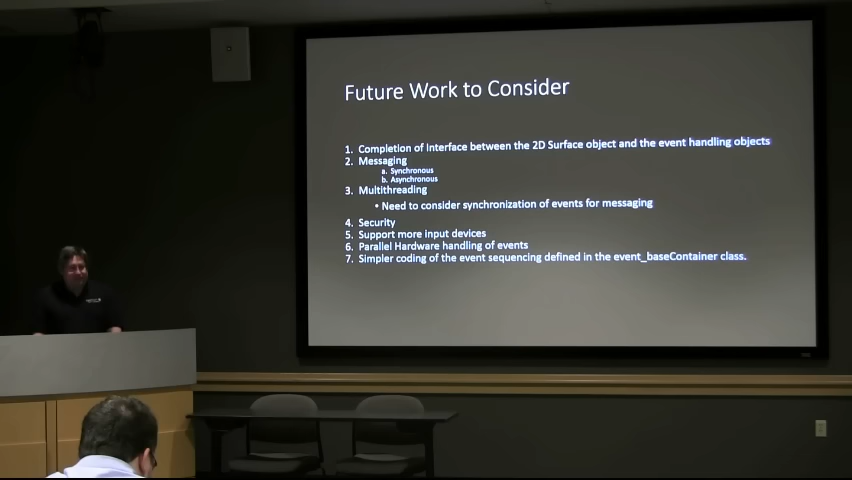 Future Work to Consider
1. Completion of Interface between the 2D Surface object and the event handling objects
2. Messaging
a. Synchronous
b. Asynchronous
3. Multithreading
• Need to consider synchronization of events for messaging
4. Security
5. Support more input devices
6. Parallel Hardware handling of events
7. Simpler coding of the event sequencing defined in the event_baseContainer class.